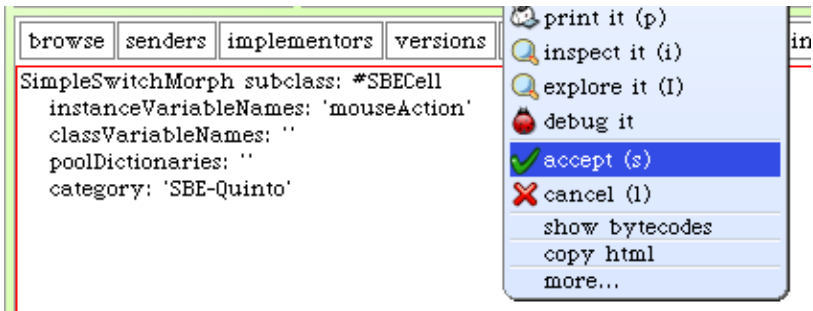 browse senders implementors versions in
SimpleSwitchMorph subclass: #SBECell
instanceVariableNames: 'mouseAction'
classVariableNames: ''
poolDictionaries: ''
category: 'SBE-Quinto'
print it (p)
inspect it (i)
explore it (I)
debug it
accept (s)
cancel (l)
show bytecodes
copy html
more...